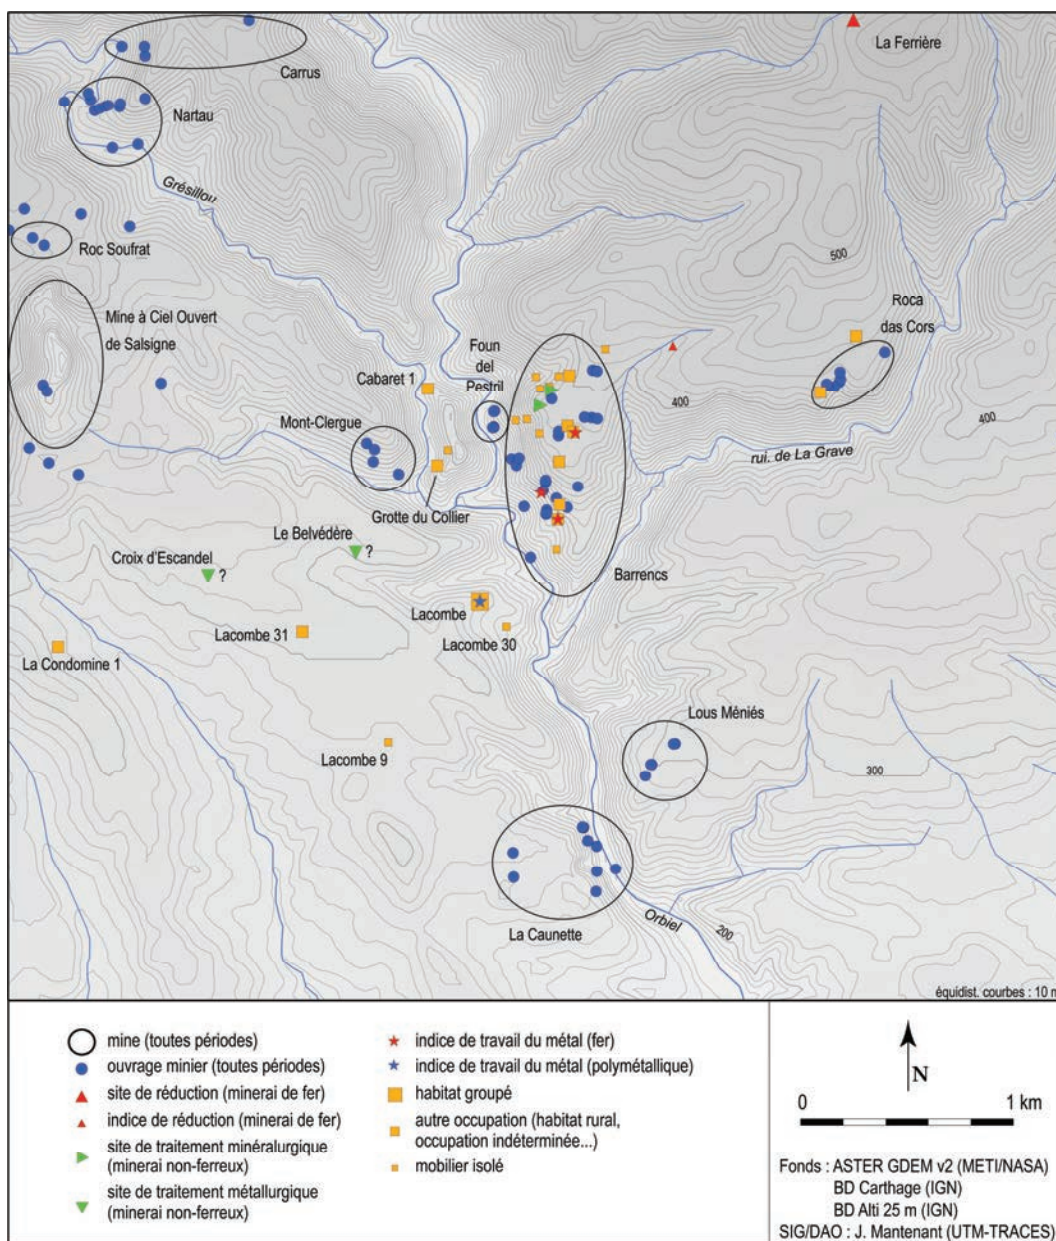 La Ferrière
Carrus
Nartau
Grésillou
Roc Soufrat
500
Mine à Ciel Ouvert
de Salsigne
Roca
das Cors
Foun
del
Pestril
Cabaret 1
400
400
Mont-Clergue
rui. de La Grave
Grotte du Collier
Le Belvédère
?
Croix d'Escandel
?
Barrencs
Lacombe
Lacombe 31
Lacombe 30
La Condomine 1
Lous Méniés
Lacombe 9
300
La Caunette
Orbiel
200
équidist. courbes : 10 m
mine (toutes périodes)
ouvrage minier (toutes périodes)
site de réduction (minerai de fer)
indice de réduction (minerai de fer)
site de traitement minéralurgique
(minerai non-ferreux)
site de traitement métallurgique
(minerai non-ferreux)
indice de travail du métal (fer)
indice de travail du métal (polymétallique)
habitat groupé
autre occupation (habitat rural,
occupation indéterminée...)
mobilier isolé
N
0 1 km
Fonds : ASTER GDEM v2 (METI/NASA)
BD Carthage (IGN)
BD Alti 25 m (IGN)
SIG/DAO : J. Mantenant (UTM-TRACES)